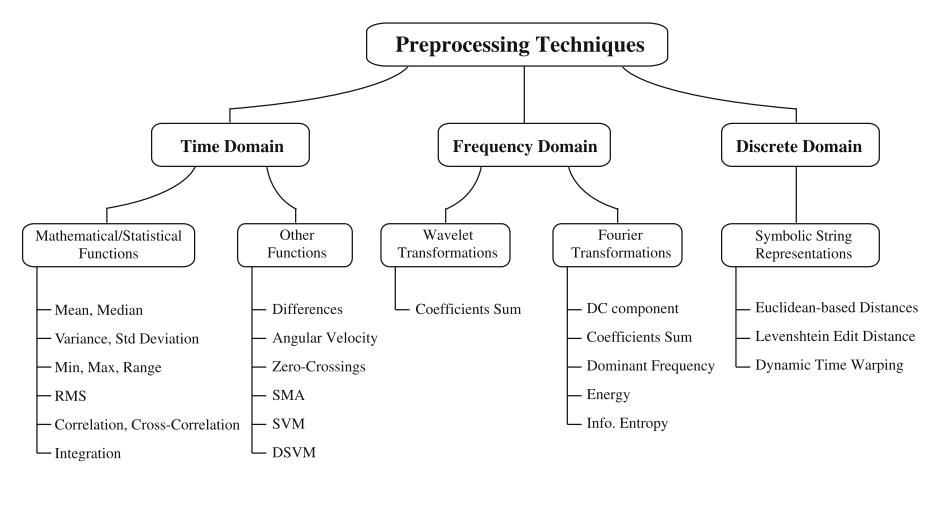 Preprocessing Techniques
Time Domain
Frequency Domain
Discrete Domain
Mathematical/Statistical
Functions
Other
Functions
Wavelet
Transformations
Fourier
Transformations
Symbolic String
Representations
Mean, Median
Variance, Std Deviation
Min, Max, Range
RMS
Correlation, Cross-Correlation
Integration
Differences
Angular Velocity
Zero-Crossings
SMA
SVM
DSVM
Coefficients Sum
DC component
Coefficients Sum
Dominant Frequency
Energy
Info. Entropy
Euclidean-based Distances
Levenshtein Edit Distance
Dynamic Time Warping